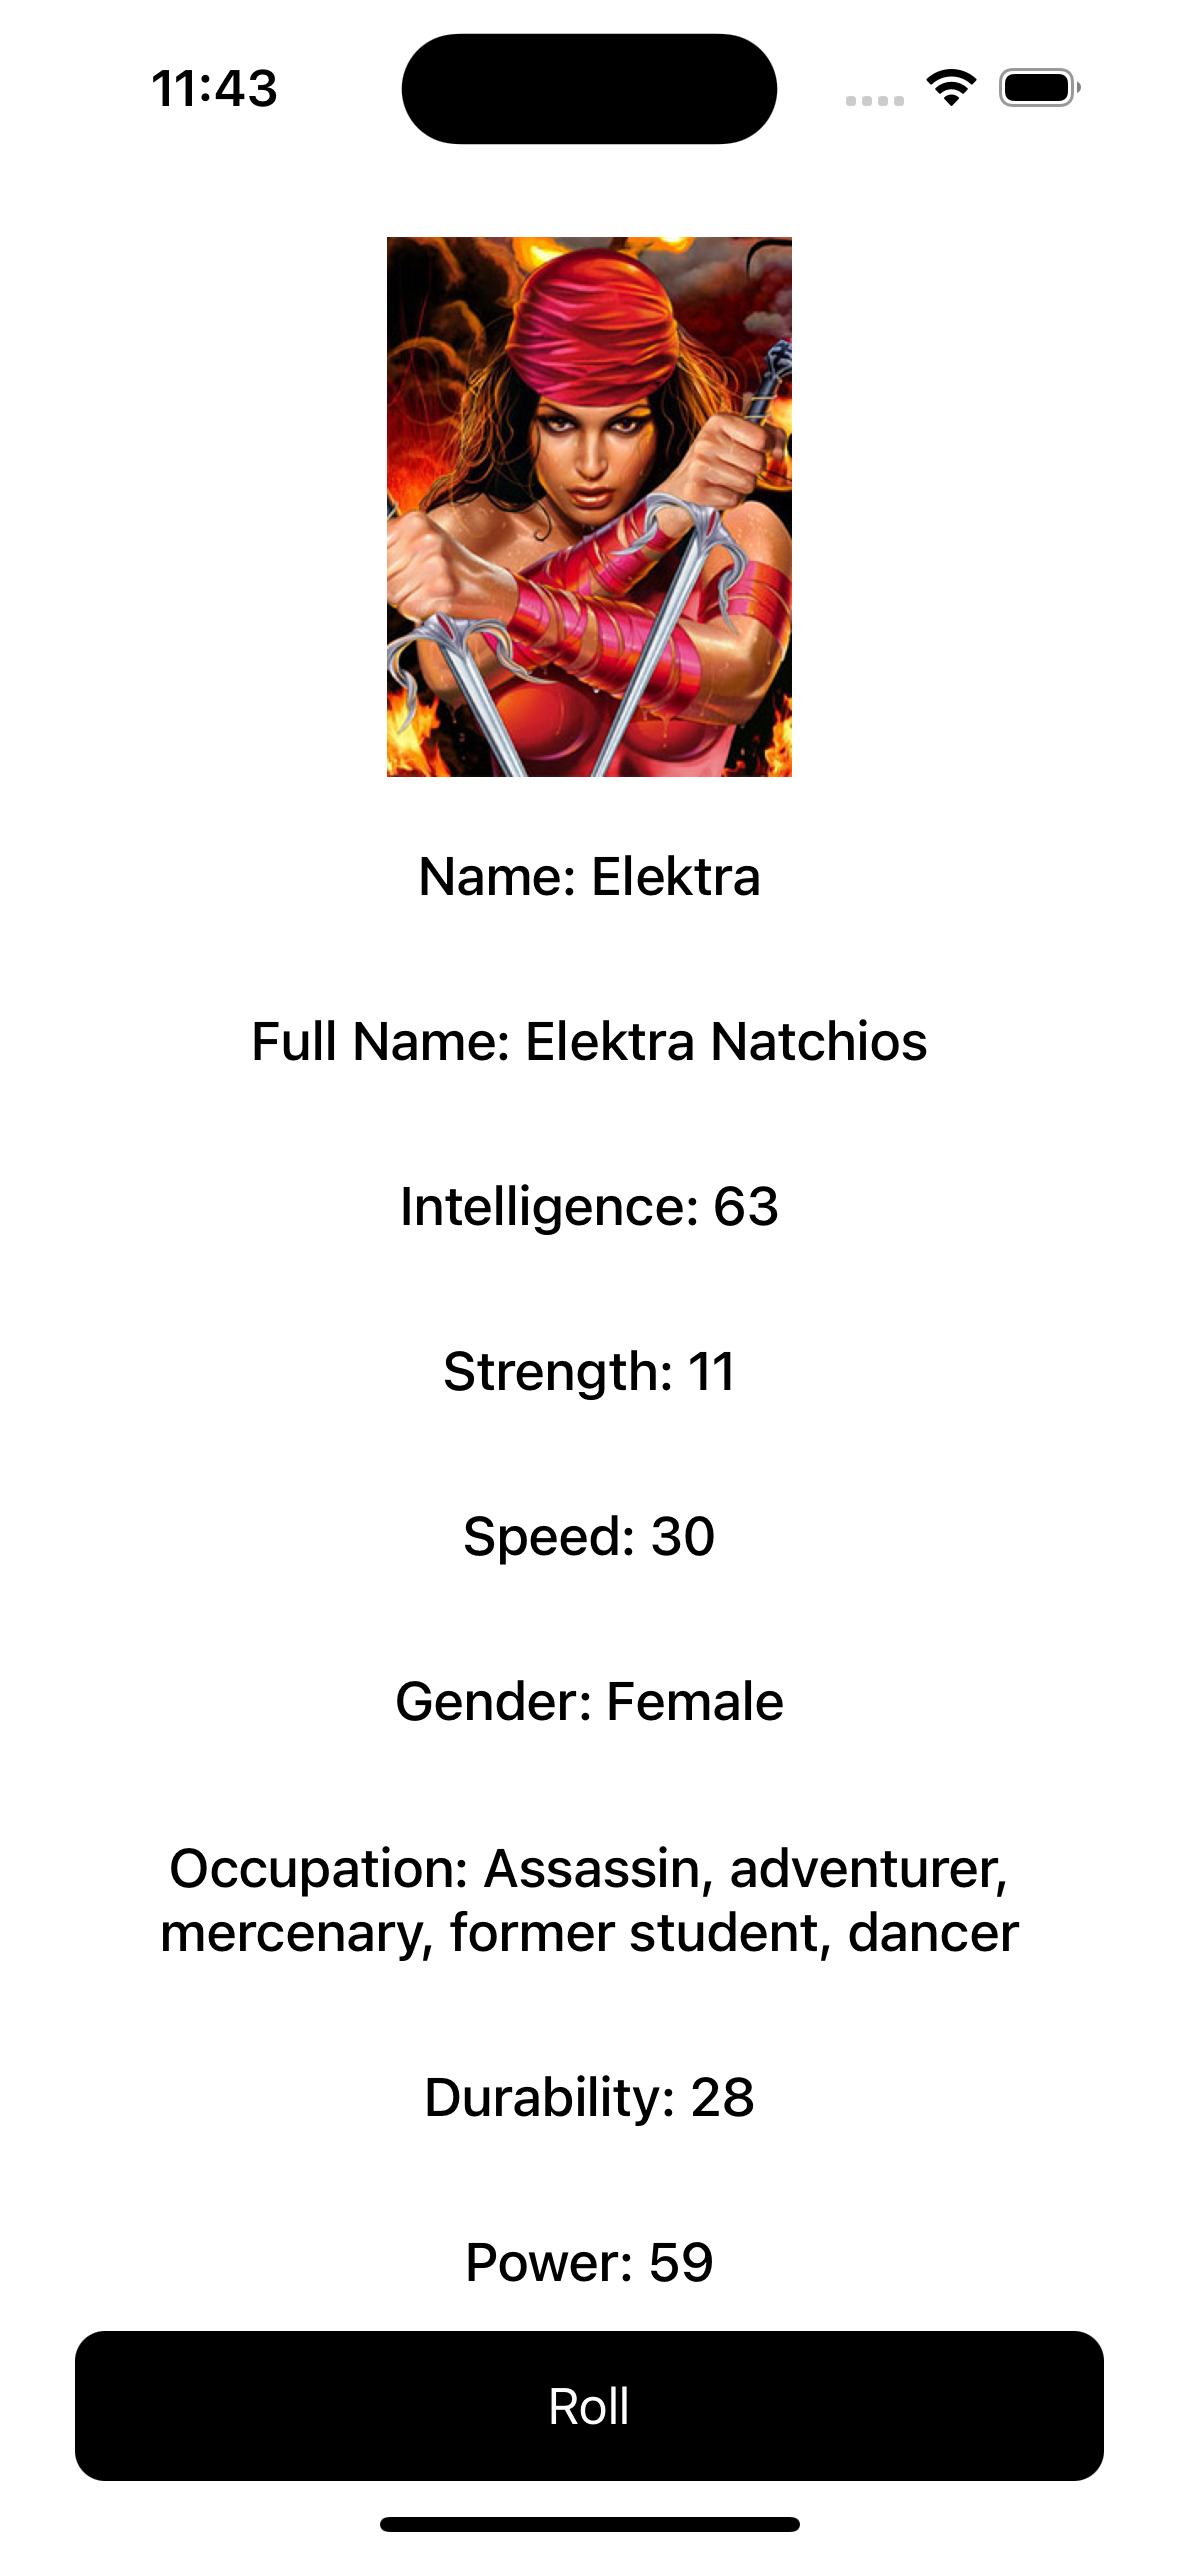 11:43
Name: Elektra
Full Name: Elektra Natchios
Intelligence: 63
Strength: 11
Speed: 30
Gender: Female
Occupation: Assassin, adventurer,
mercenary, former student, dancer
Durability: 28
Power: 59
Roll